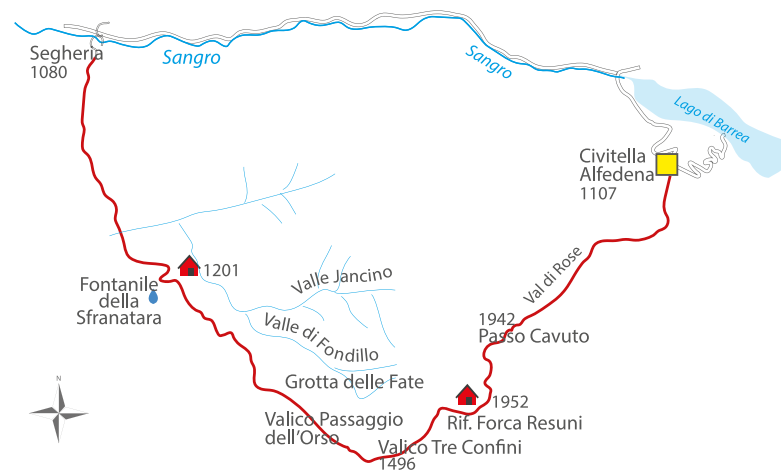 Segheria
1080
Sangro
Sangro
Lago di Barrea
Civitella
Alfedena
1107
1201
Fontanile
della
Sfranatara
Valle Jancino
Val di Rose
Valle di Fondillo
1942
Passo Cavuto
Grotta delle Fate
1952
Rif. Forca Resuni
Valico Passaggio
dell'Orso
Valico Tre Confini
1496
N